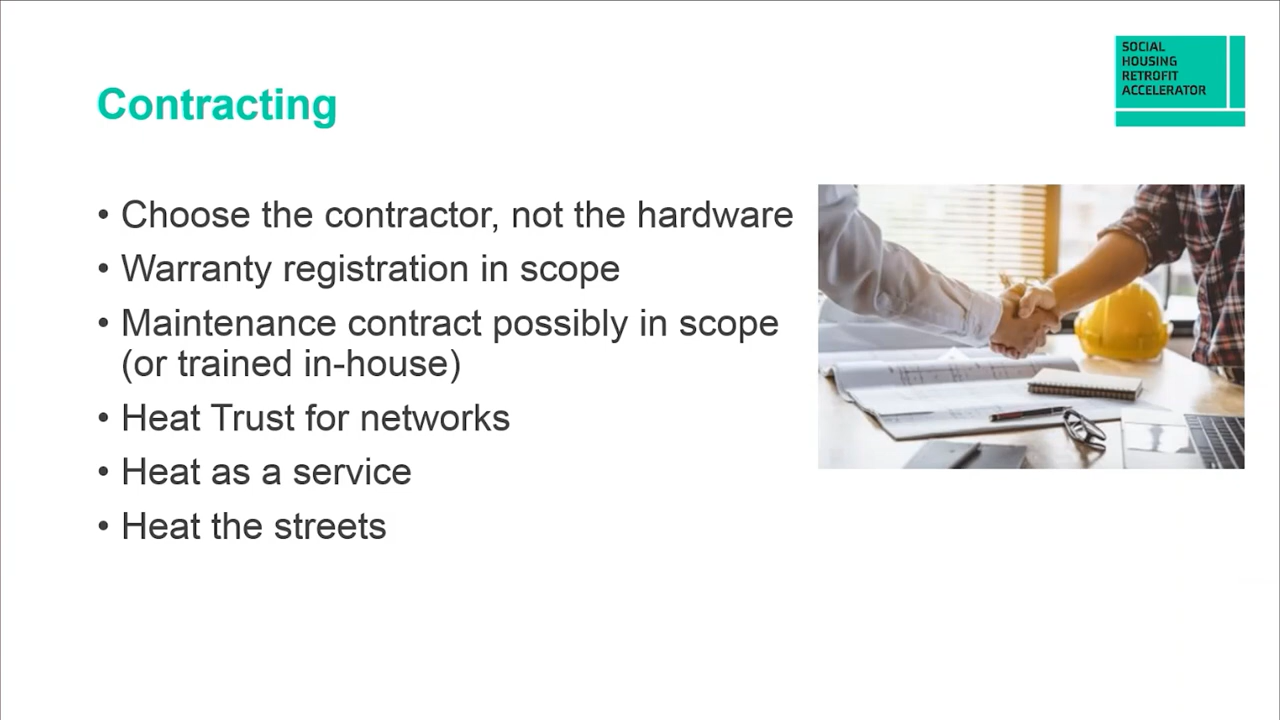 SOCIAL
HOUSING
RETROFIT
ACCELERATOR
Contracting
• Choose the contractor, not the hardware
• Warranty registration in scope
• Maintenance contract possibly in scope
(or trained in-house)
• Heat Trust for networks
• Heat as a service
• Heat the streets